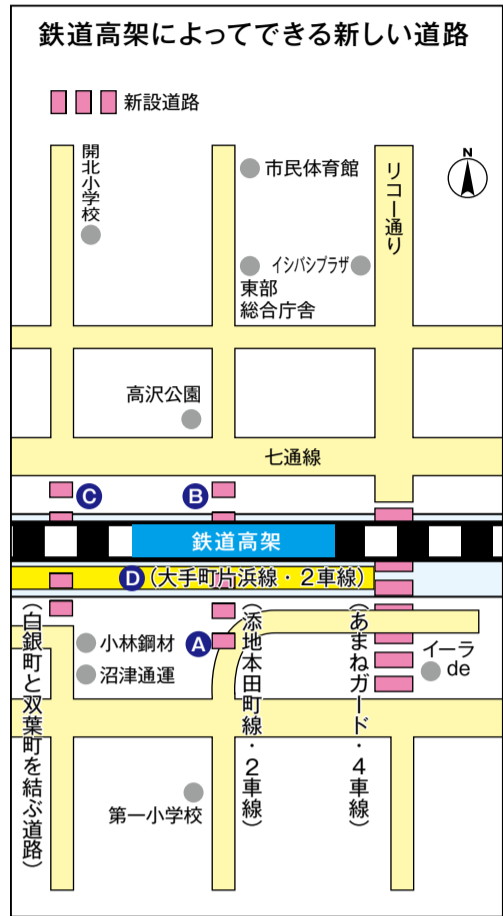 鉄道高架によってできる新しい道路
新設道路
N
開北小学校
市民体育館
リコー通り
イシバシプラザ
東部
総合庁舎
高沢公園
七通線
C
B
鉄道高架
D
(大手町片浜線・2車線)
(白銀町と双葉町を結ぶ道路)
小林鋼材
沼津通運
A
(添地本田町線・2車線)
(あまねガード・4車線)
イーラ
de
第一小学校